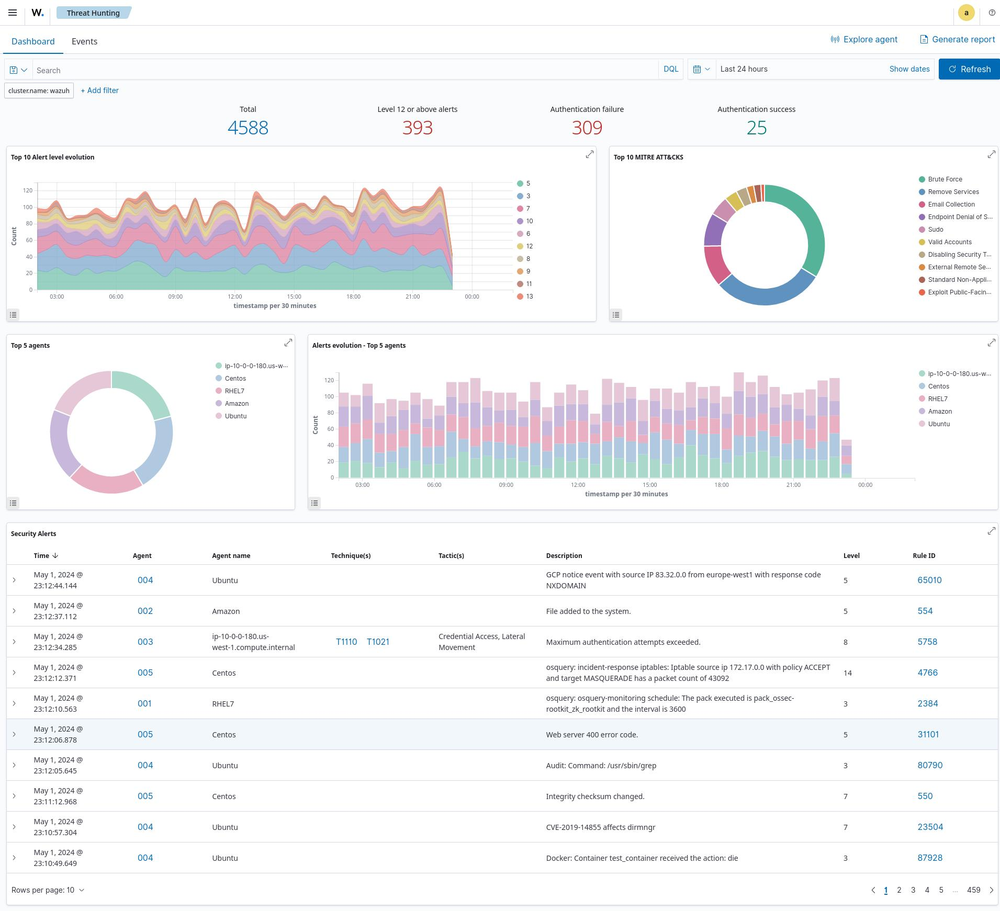 W.
Threat Hunting
a
Dashboard
Events
Explore agent
Generate report
Search
DQL
Last 24 hours
Show dates
Refresh
cluster.name: wazuh
+ Add filter
Total
4588
Level 12 or above alerts
393
Authentication failure
309
Authentication success
25
Top 10 Alert level evolution
Count
120
100
80
60
40
20
0
03:00
06:00
09:00
12:00
15:00
18:00
21:00
00:00
timestamp per 30 minutes
5
3
7
10
6
12
8
9
11
13
Top 10 MITRE ATT&CKS
Brute Force
Remove Services
Email Collection
Endpoint Denial of S...
Sudo
Valid Accounts
Disabling Security T...
External Remote Se...
Standard Non-Appli...
Exploit Public-Facin...
Top 5 agents
ip-10-0-0-180.us-w...
Centos
RHEL7
Amazon
Ubuntu
Alerts evolution - Top 5 agents
Count
120
100
80
60
40
20
0
03:00
06:00
09:00
12:00
15:00
18:00
21:00
00:00
timestamp per 30 minutes
ip-10-0-0-180.us-w...
Centos
RHEL7
Amazon
Ubuntu
Security Alerts
Time Agent Agent name Technique(s) Tactic(s) Description Level Rule ID
May 1, 2024 @
23:12:44.144
004
Ubuntu
GCP notice event with source IP 83.32.0.0 from europe-west1 with response code
NXDOMAIN
5
65010
May 1, 2024 @
23:12:37.112
002
Amazon
File added to the system.
5
554
May 1, 2024 @
23:12:34.285
003
ip-10-0-0-180.us-
west-1.compute.internal
T1110 T1021
Credential Access, Lateral
Movement
Maximum authentication attempts exceeded.
8
5758
May 1, 2024 @
23:12:12.371
005
Centos
osquery: incident-response iptables: Iptable source ip 172.17.0.0 with policy ACCEPT
and target MASQUERADE has a packet count of 43092
14
4766
May 1, 2024 @
23:12:10.563
001
RHEL7
osquery: osquery-monitoring schedule: The pack executed is pack_ossec-
rootkit_zk_rootkit and the interval is 3600
3
2384
May 1, 2024 @
23:12:06.878
005
Centos
Web server 400 error code.
5
31101
May 1, 2024 @
23:12:05.645
004
Ubuntu
Audit: Command: /usr/sbin/grep
3
80790
May 1, 2024 @
23:11:12.968
005
Centos
Integrity checksum changed.
7
550
May 1, 2024 @
23:10:57.304
004
Ubuntu
CVE-2019-14855 affects dirmngr
7
23504
May 1, 2024 @
23:10:49.649
004
Ubuntu
Docker: Container test_container received the action: die
3
87928
Rows per page: 10
1 2 3 4 5 ... 459